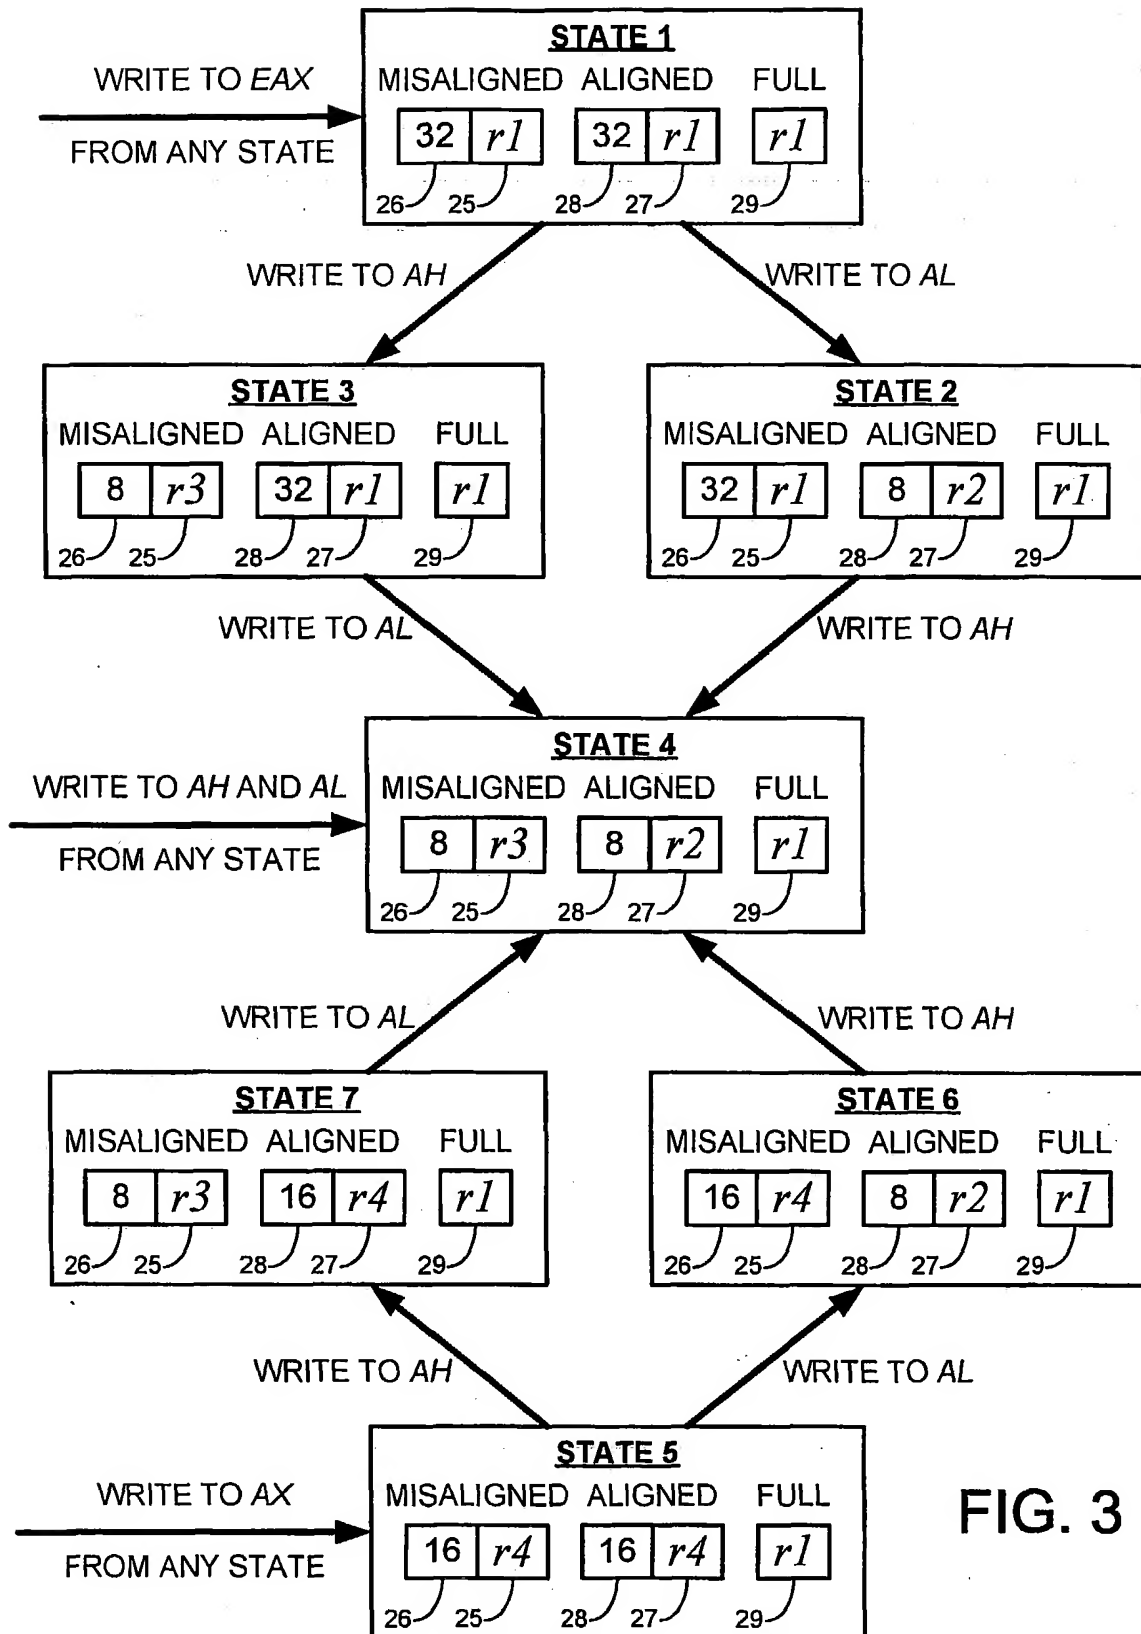 STATE 1
WRITE TO EAX
FROM ANY STATE
MISALIGNED ALIGNED FULL
32 r1 32 r1 r1
26 25 28 27 29
WRITE TO AH WRITE TO AL
STATE 3
MISALIGNED ALIGNED FULL
8 r3 32 r1 r1
26 25 28 27 29
STATE 2
MISALIGNED ALIGNED FULL
32 r1 8 r2 r1
26 25 28 27 29
WRITE TO AL WRITE TO AH
STATE 4
WRITE TO AH AND AL
FROM ANY STATE
MISALIGNED ALIGNED FULL
8 r3 8 r2 r1
26 25 28 27 29
WRITE TO AL WRITE TO AH
STATE 7
MISALIGNED ALIGNED FULL
8 r3 16 r4 r1
26 25 28 27 29
STATE 6
MISALIGNED ALIGNED FULL
16 r4 8 r2 r1
26 25 28 27 29
WRITE TO AH WRITE TO AL
STATE 5
WRITE TO AX
FROM ANY STATE
MISALIGNED ALIGNED FULL
16 r4 16 r4 r1
26 25 28 27 29
FIG. 3